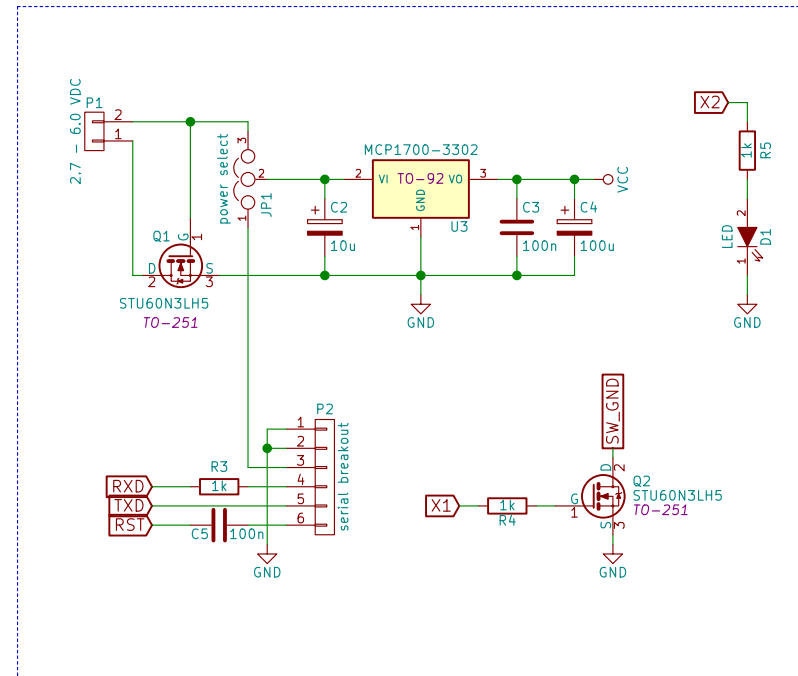 2.7 - 6.0 VDC
P1
2
1
power select
3
2
1
JP1
MCP1700-3302
2
VI
TO-92
VO
3
GND
1
U3
VCC
+
C2
10u
C3
100n
+
C4
100u
GND
Q1
G
1
D
2
S
3
STU60N3LH5
TO-251
X2
1k
R5
2
LED
D1
1
GND
P2
1
2
3
4
5
6
serial breakout
RXD
R3
1k
TXD
RST
C5
100n
GND
SW_GND
D
2
Q2
STU60N3LH5
TO-251
G
1
S
3
X1
1k
R4
GND